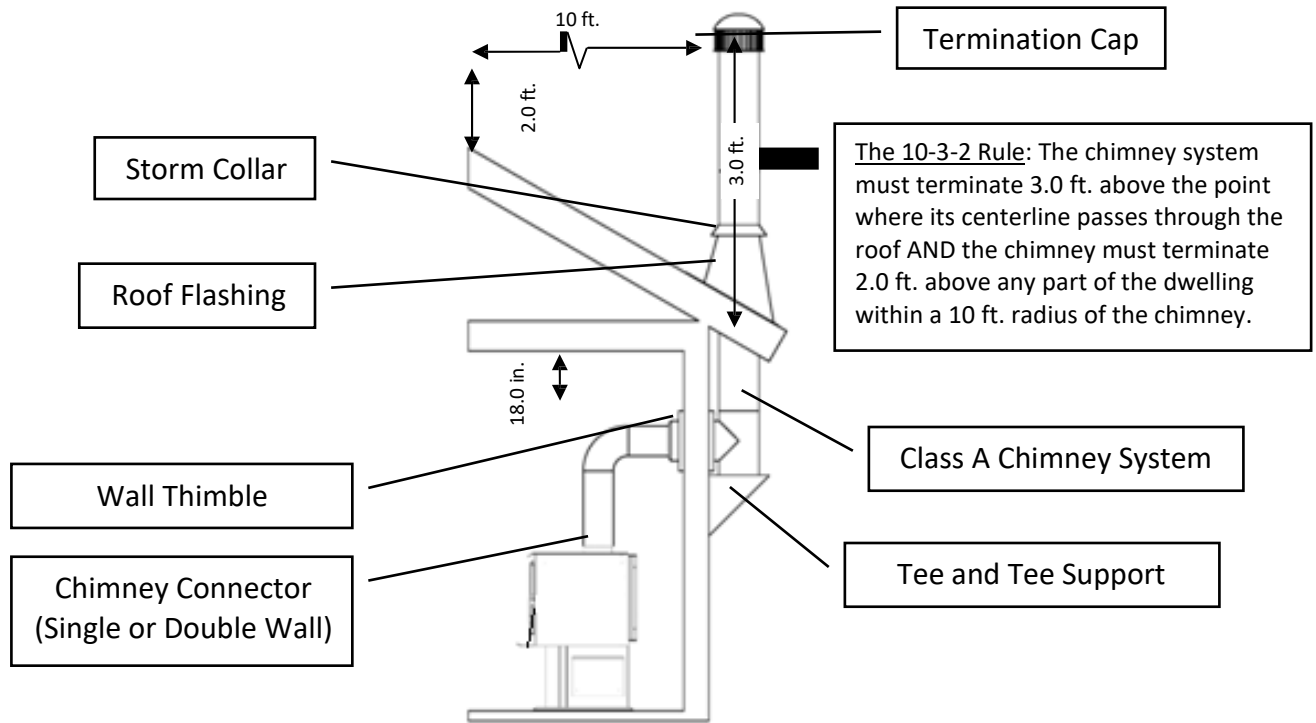 10 ft.
Termination Cap
2.0 ft.
Storm Collar
3.0 ft.
The 10-3-2 Rule: The chimney system
must terminate 3.0 ft. above the point
where its centerline passes through the
roof AND the chimney must terminate
2.0 ft. above any part of the dwelling
within a 10 ft. radius of the chimney.
Roof Flashing
18.0 in.
Class A Chimney System
Wall Thimble
Tee and Tee Support
Chimney Connector
(Single or Double Wall)